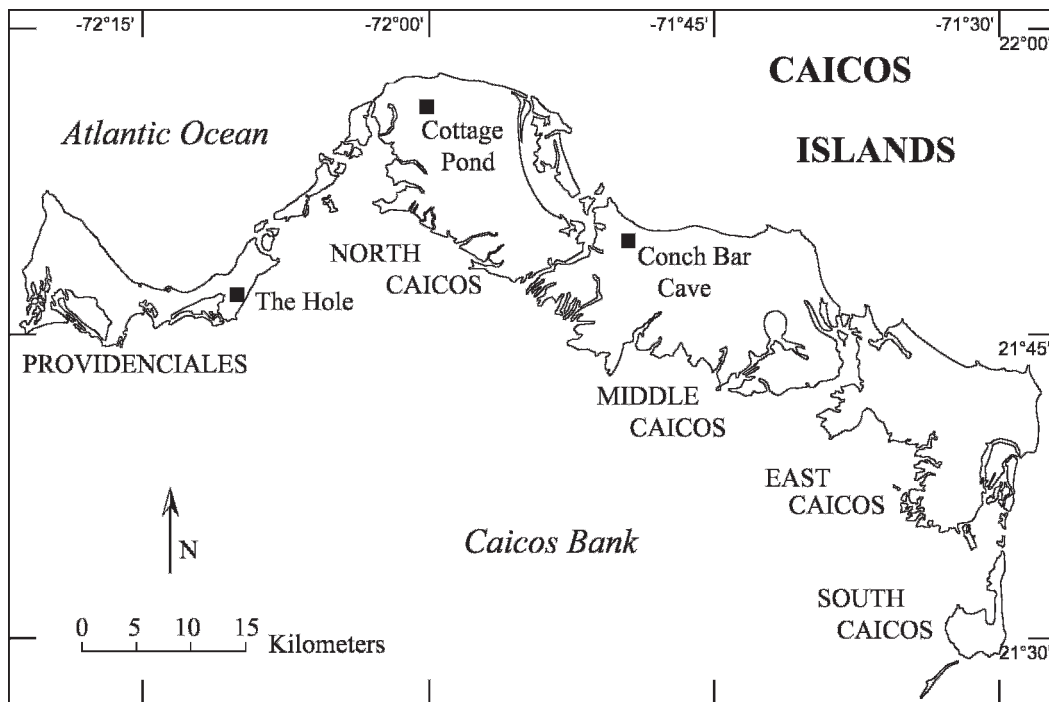 -72°15'
-72°00'
-71°45'
-71°30'
22°00'
CAICOS
ISLANDS
Atlantic Ocean
Cottage
Pond
NORTH
CAICOS
Conch Bar
Cave
The Hole
PROVIDENCIALES
21°45'
MIDDLE
CAICOS
EAST
CAICOS
Caicos Bank
N
SOUTH
CAICOS
0 5 10 15 Kilometers
21°30'